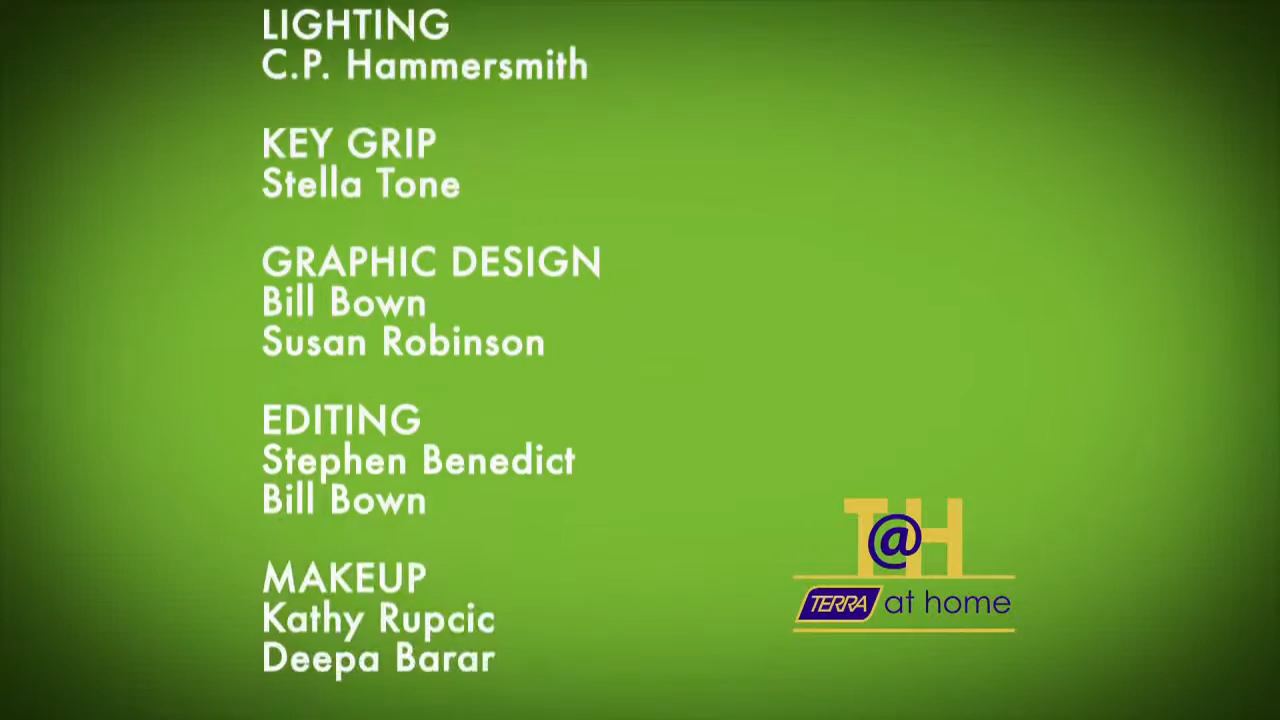 LIGHTING
C.P. Hammersmith
KEY GRIP
Stella Tone
GRAPHIC DESIGN
Bill Bown
Susan Robinson
EDITING
Stephen Benedict
Bill Bown
MAKEUP
Kathy Rupcic
Deepa Barar
T@H
TERRA at home